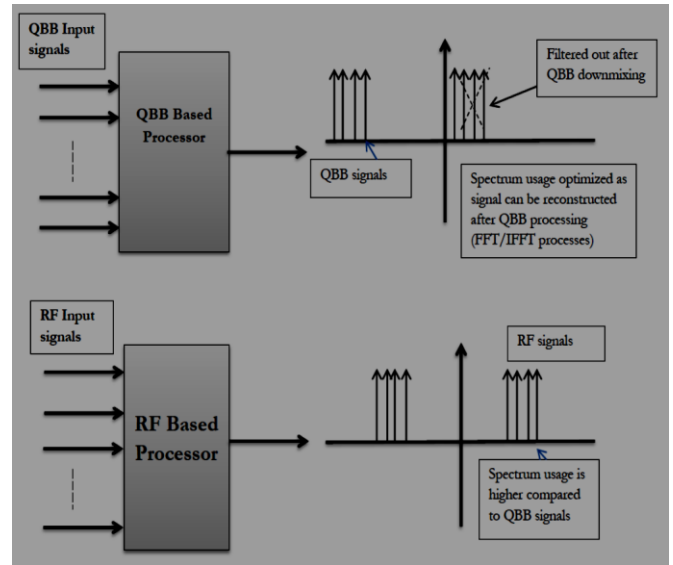 QBB Input
signals
QBB Based
Processor
Filtered out after
QBB downmixing
QBB signals
Spectrum usage optimized as
signal can be reconstructed
after QBB processing
(FFT/IFFT processes)
RF Input
signals
RF Based
Processor
RF signals
Spectrum usage is
higher compared
to QBB signals